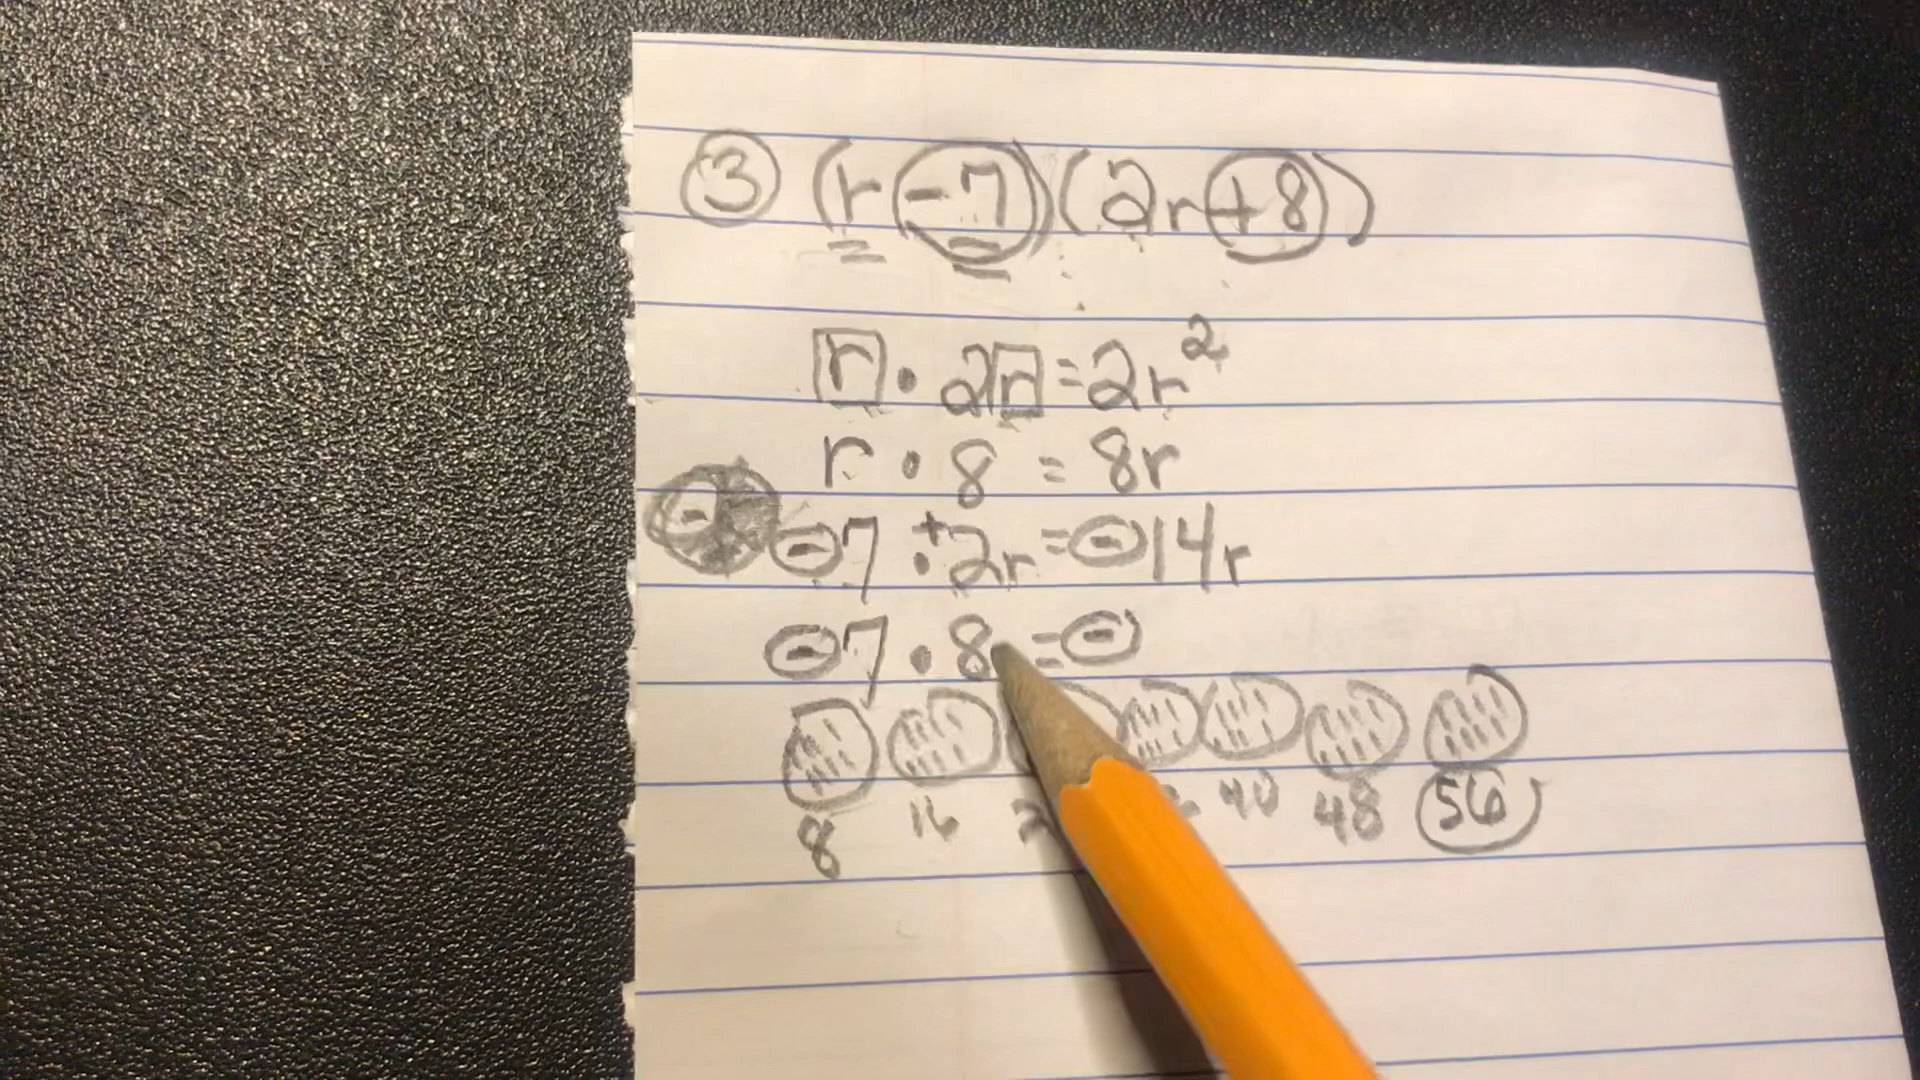 ③ (r-7)(2r+8)
r · 2r = 2r²
r · 8 = 8r
- -7 · +2r = -14r
-7 · 8 = -
8 16 40 48 56